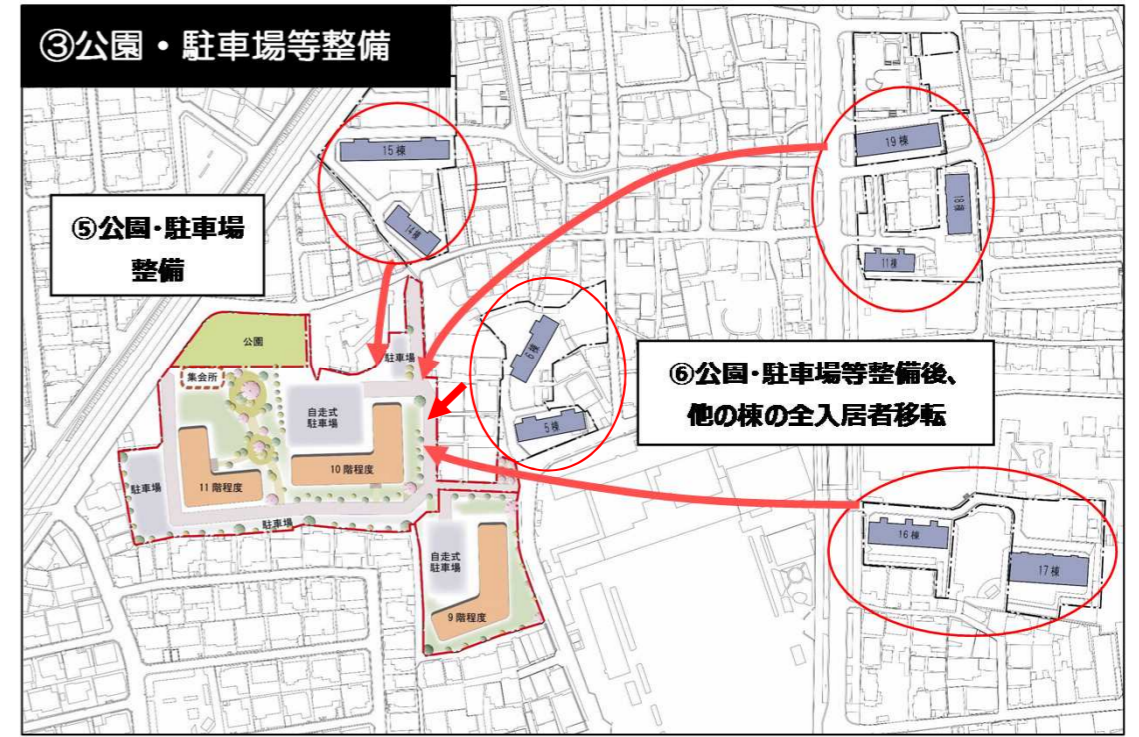 ③公園・駐車場等整備
15棟
14棟
19棟
18棟
11棟
⑤公園・駐車場
整備
公園
集会所
駐車場
自走式
駐車場
10階程度
11階程度
駐車場
駐車場
自走式
駐車場
9階程度
6棟
5棟
⑥公園・駐車場等整備後、
他の棟の全入居者移転
16棟
17棟